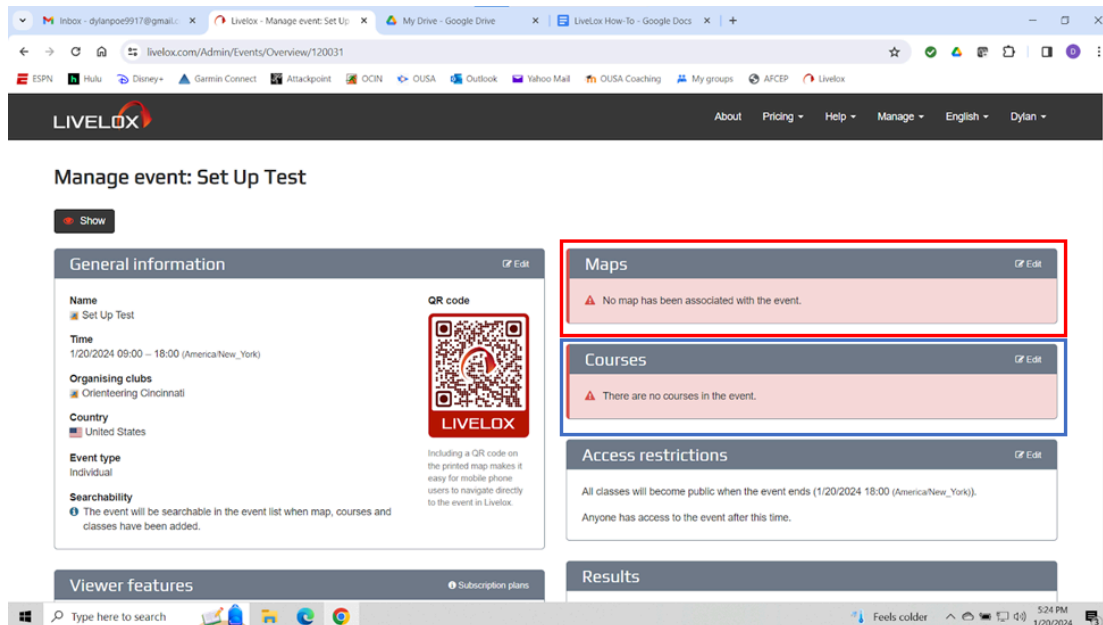 Inbox - dylanpoe9917@gmail.c
Livelox - Manage event: Set Up
My Drive - Google Drive
LiveLox How-To - Google Docs
livelox.com/Admin/Events/Overview/120031
ESPN Hulu Disney+ Garmin Connect Attackpoint OCIN OUSA Outlook Yahoo Mail OUSA Coaching My groups AFCEP Livelox
LIVELOX
About Pricing Help Manage English Dylan
Manage event: Set Up Test
Show
General information Edit
Name
Set Up Test
Time
1/20/2024 09:00 – 18:00 (America/New_York)
Organising clubs
Orienteering Cincinnati
Country
United States
Event type
Individual
Searchability
The event will be searchable in the event list when map, courses and
classes have been added.
QR code
LIVELOX
Including a QR code on
the printed map makes it
easy for mobile phone
users to navigate directly
to the event in Livelox.
Maps Edit
No map has been associated with the event.
Courses Edit
There are no courses in the event.
Access restrictions Edit
All classes will become public when the event ends (1/20/2024 18:00 (America/New_York)).
Anyone has access to the event after this time.
Viewer features Subscription plans
Results
Type here to search
Feels colder
5:24 PM
1/20/2024